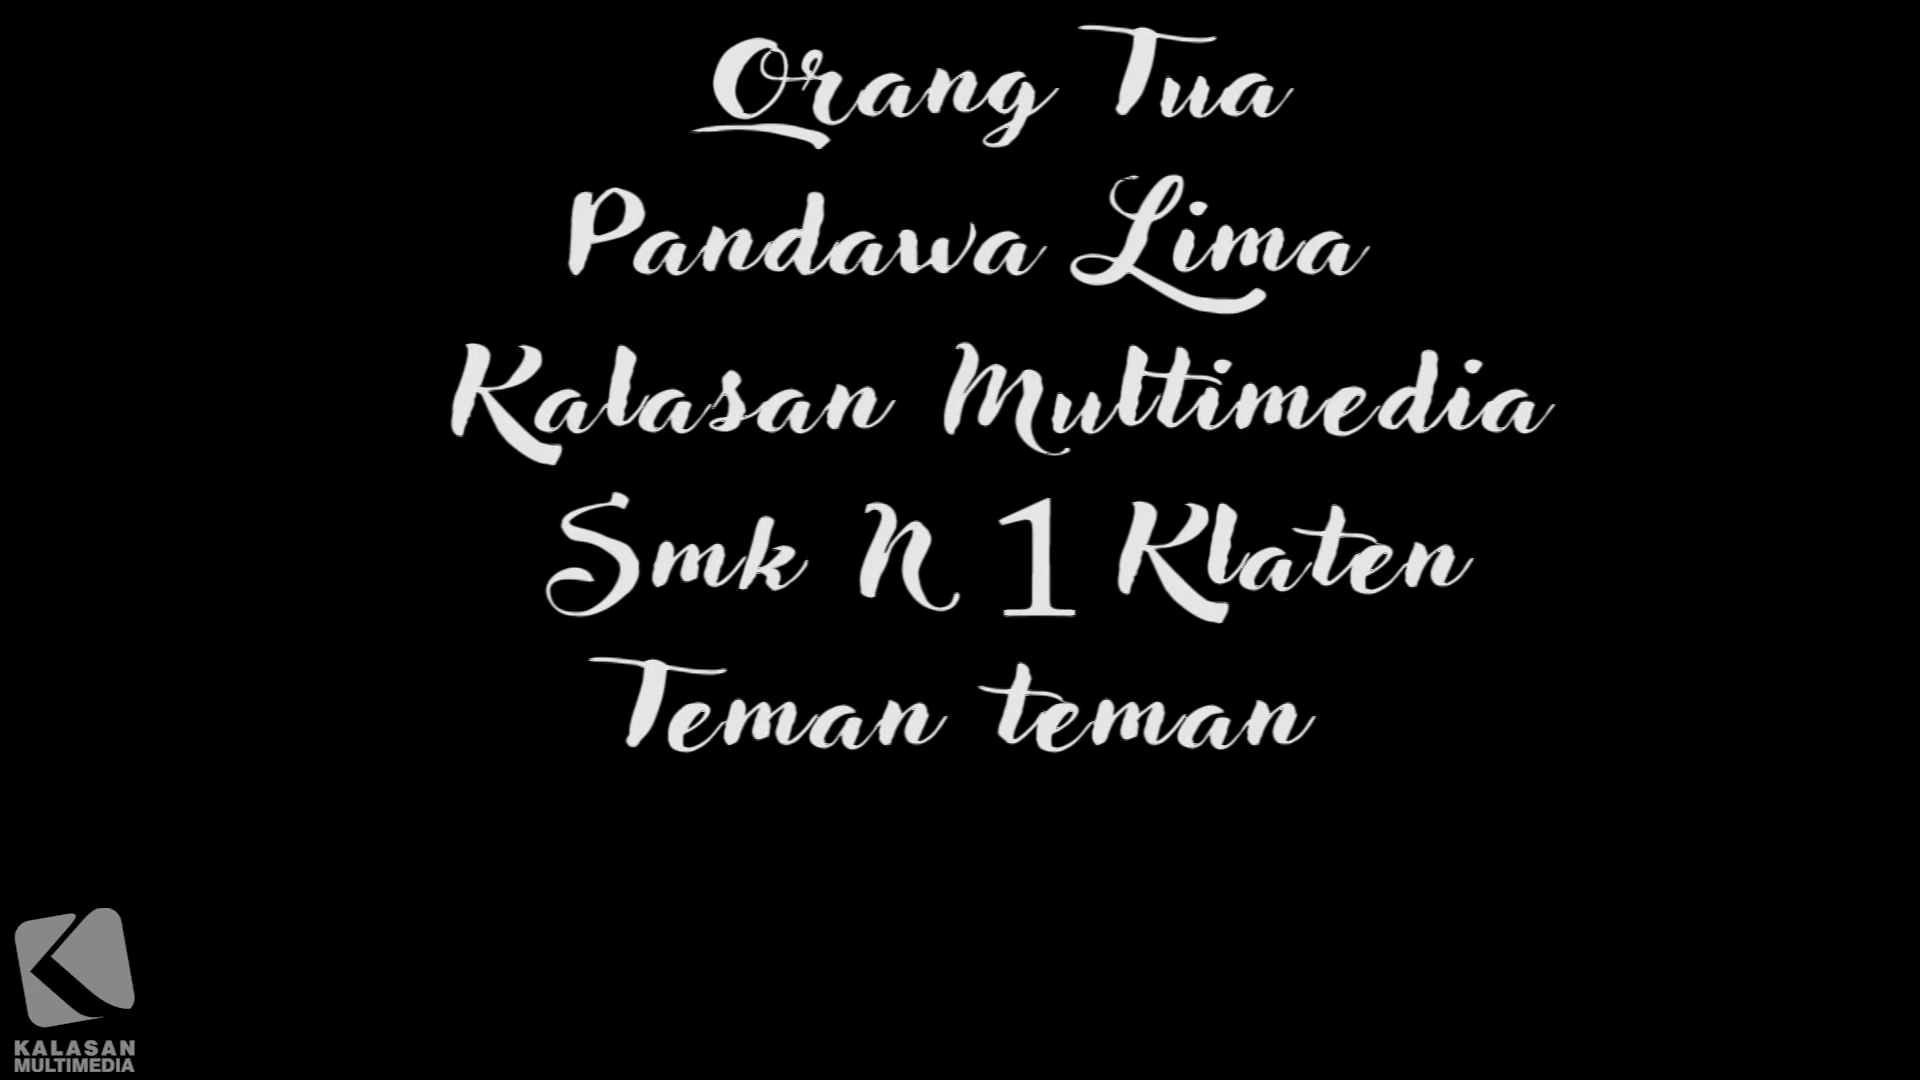 Orang Tua
Pandawa Lima
Kalasan Multimedia
Smk N 1 Klaten
Teman teman
KALASAN
MULTIMEDIA